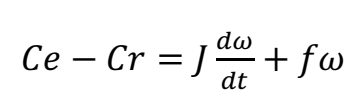 Ce − Cr = J dω/dt + fω